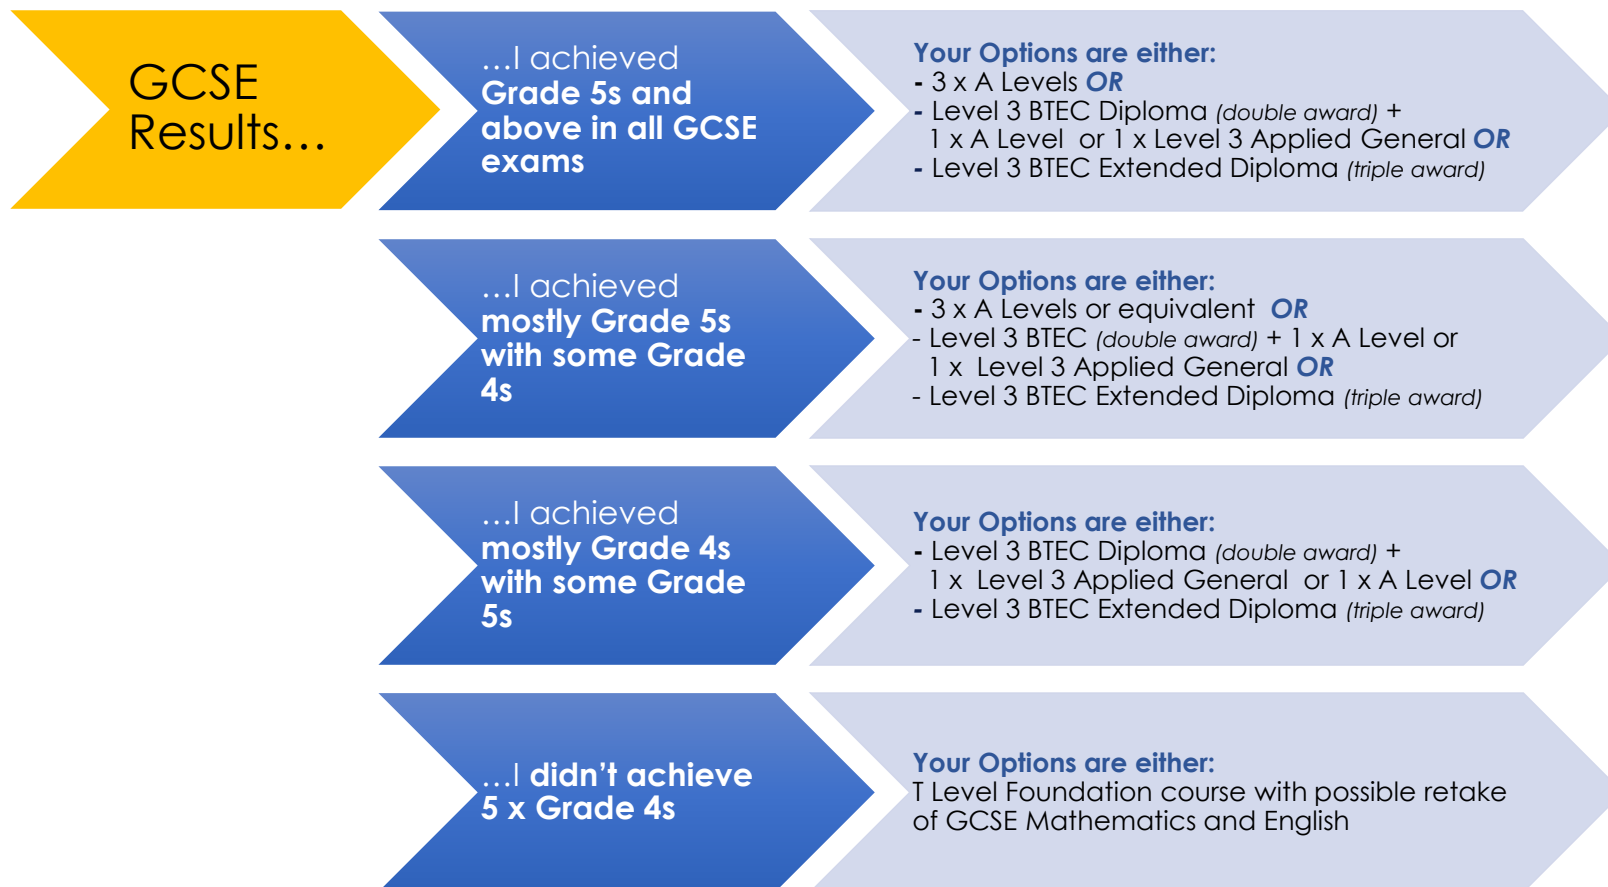 GCSE
Results…
…I achieved
Grade 5s and
above in all GCSE
exams
Your Options are either:
- 3 x A Levels OR
- Level 3 BTEC Diploma (double award) +
1 x A Level or 1 x Level 3 Applied General OR
- Level 3 BTEC Extended Diploma (triple award)
…I achieved
mostly Grade 5s
with some Grade
4s
Your Options are either:
- 3 x A Levels or equivalent OR
- Level 3 BTEC (double award) + 1 x A Level or
1 x Level 3 Applied General OR
- Level 3 BTEC Extended Diploma (triple award)
…I achieved
mostly Grade 4s
with some Grade
5s
Your Options are either:
- Level 3 BTEC Diploma (double award) +
1 x Level 3 Applied General or 1 x A Level OR
- Level 3 BTEC Extended Diploma (triple award)
…I didn’t achieve
5 x Grade 4s
Your Options are either:
T Level Foundation course with possible retake
of GCSE Mathematics and English